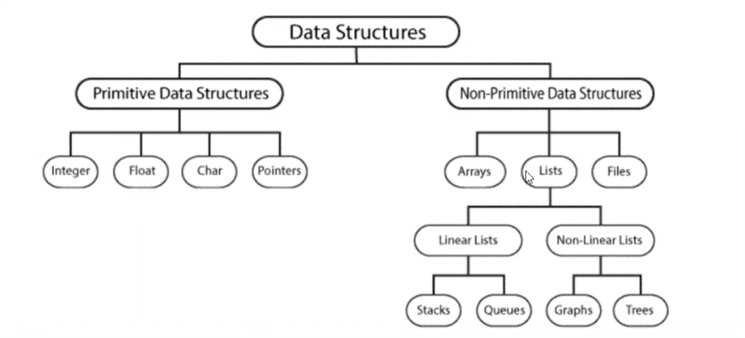 Data Structures
Primitive Data Structures
Non-Primitive Data Structures
Integer
Float
Char
Pointers
Arrays
Lists
Files
Linear Lists
Non-Linear Lists
Stacks
Queues
Graphs
Trees